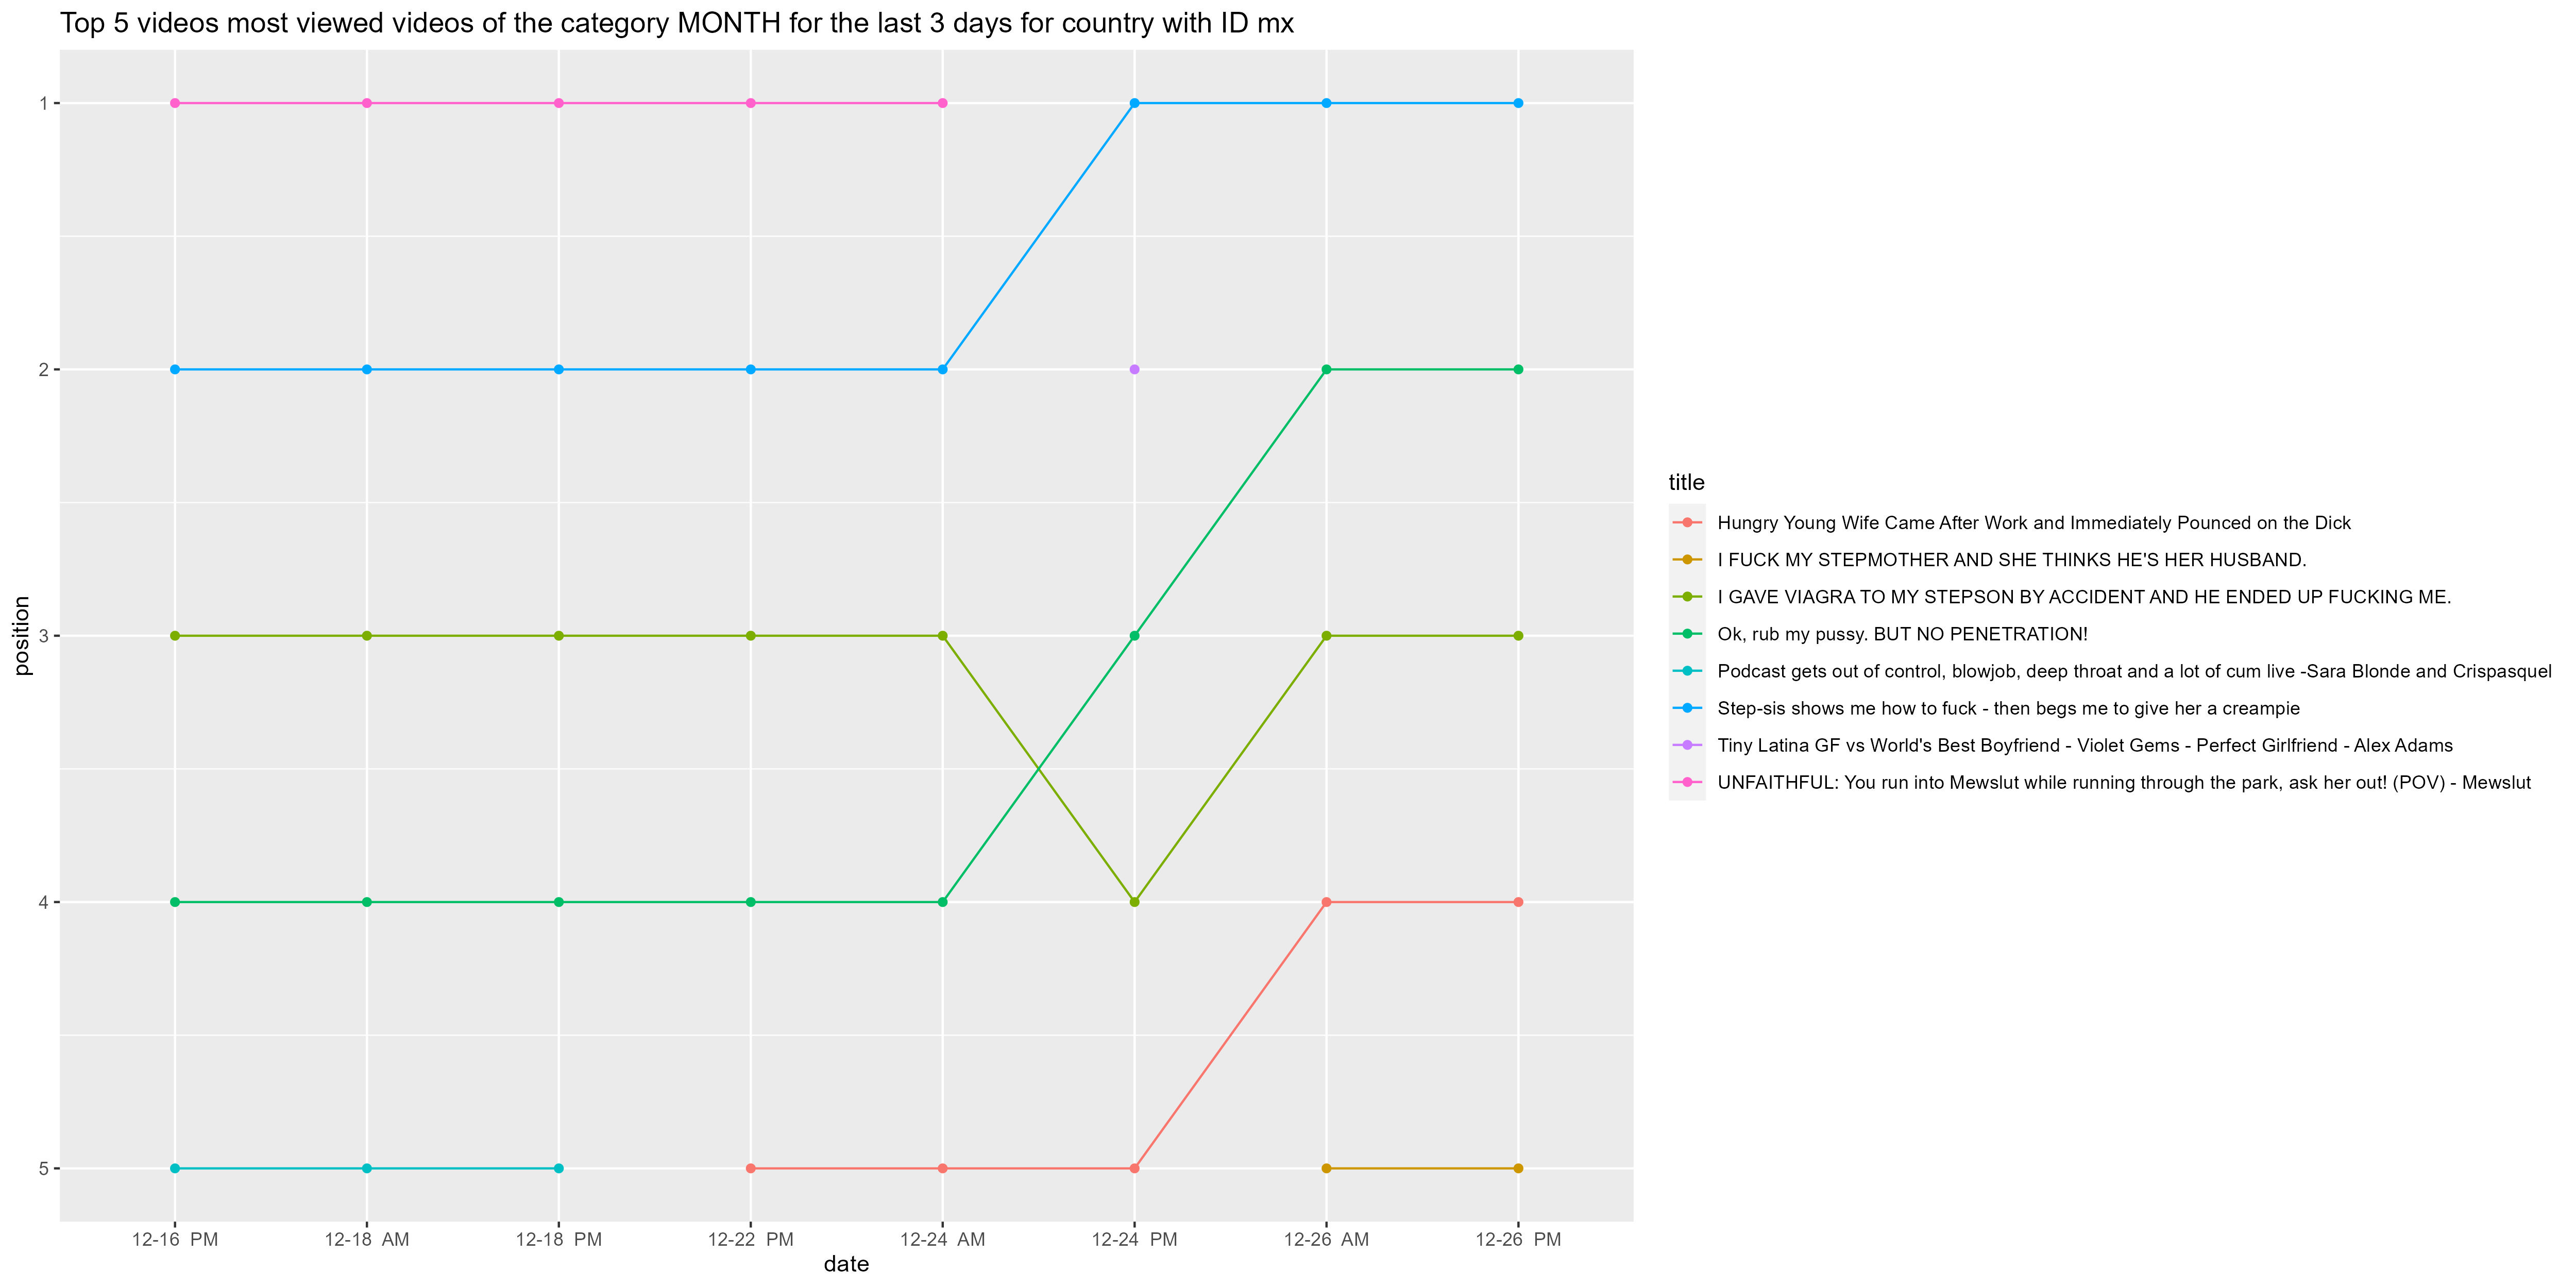 Top 5 videos most viewed videos of the category MONTH for the last 3 days for country with ID mx
1
2
3
4
5
position
12-16 PM
12-18 AM
12-18 PM
12-22 PM
12-24 AM
12-24 PM
12-26 AM
12-26 PM
date
title
Hungry Young Wife Came After Work and Immediately Pounced on the Dick
I FUCK MY STEPMOTHER AND SHE THINKS HE'S HER HUSBAND.
I GAVE VIAGRA TO MY STEPSON BY ACCIDENT AND HE ENDED UP FUCKING ME.
Ok, rub my pussy. BUT NO PENETRATION!
Podcast gets out of control, blowjob, deep throat and a lot of cum live -Sara Blonde and Crispasquel
Step-sis shows me how to fuck - then begs me to give her a creampie
Tiny Latina GF vs World's Best Boyfriend - Violet Gems - Perfect Girlfriend - Alex Adams
UNFAITHFUL: You run into Mewslut while running through the park, ask her out! (POV) - Mewslut